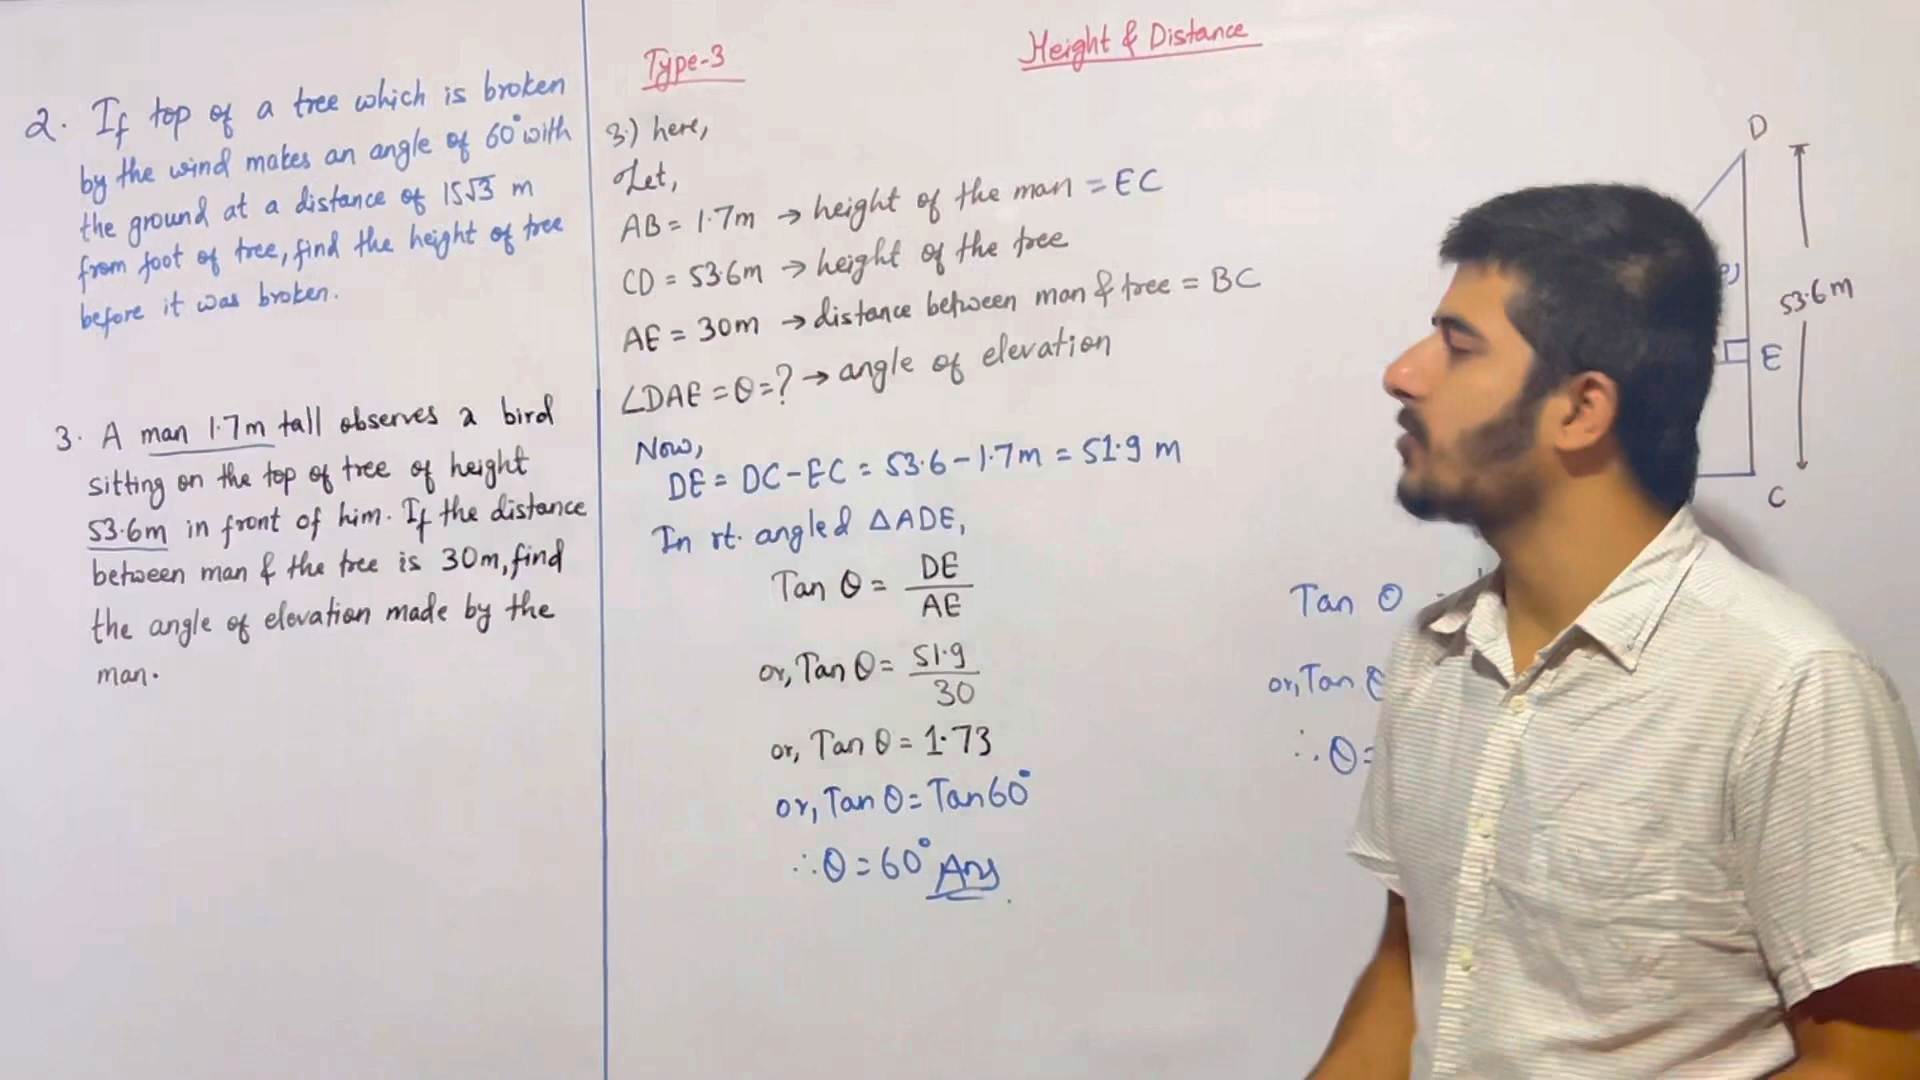 Type-3
Height & Distance
2. If top of a tree which is broken
by the wind makes an angle of 60° with
the ground at a distance of 15√3 m
from foot of tree, find the height of tree
before it was broken.
3. A man 1.7m tall observes a bird
sitting on the top of tree of height
53.6m in front of him. If the distance
between man & the tree is 30m, find
the angle of elevation made by the
man.
3.) here,
Let,
AB = 1.7m → height of the man = EC
CD = 53.6m → height of the tree
AE = 30m → distance between man & tree = BC
∠DAE = θ = ? → angle of elevation
Now,
DE = DC - EC = 53.6 - 1.7m = 51.9 m
In rt. angled ΔADE,
Tan θ = DE
AE
or, Tan θ = 51.9
30
or, Tan θ = 1.73
or, Tan θ = Tan 60°
∴ θ = 60° Ans
D
53.6m
E
C
Tan θ
or, Tan
∴ θ =